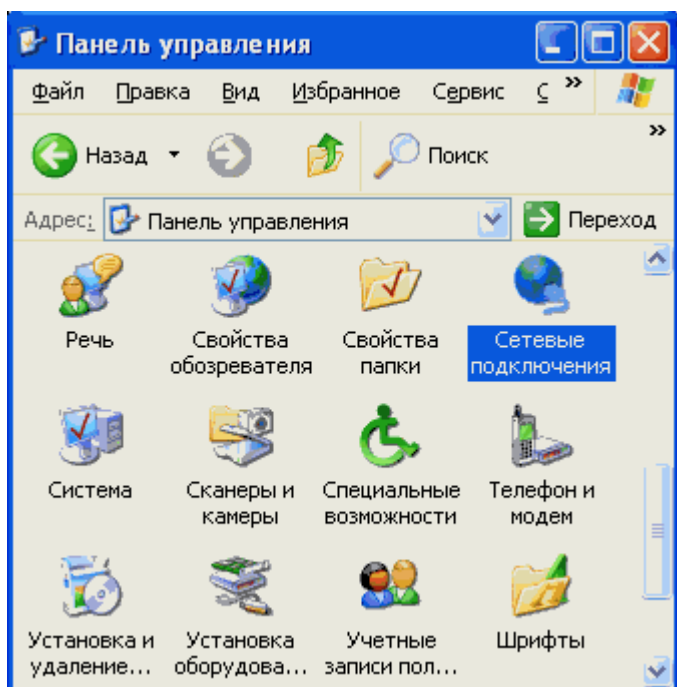 Панель управления
Файл Правка Вид Избранное Сервис С »
Назад Поиск »
Адрес: Панель управления Переход
Речь Свойства обозревателя Свойства папки Сетевые подключения
Система Сканеры и камеры Специальные возможности Телефон и модем
Установка и удаление... Установка оборудова... Учетные записи пол... Шрифты